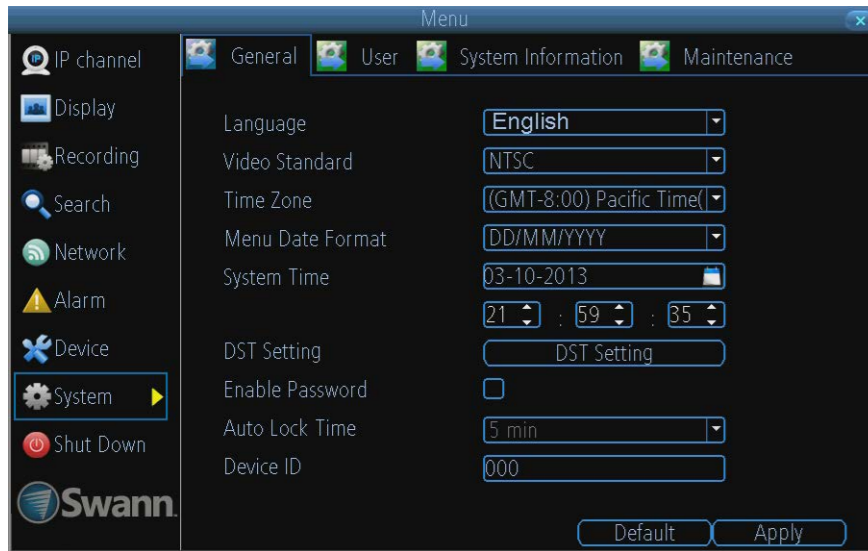 Menu
IP channel
Display
Recording
Search
Network
Alarm
Device
System
Shut Down
Swann.
General User System Information Maintenance
Language English
Video Standard NTSC
Time Zone (GMT-8:00) Pacific Time(
Menu Date Format DD/MM/YYYY
System Time 03-10-2013
21 : 59 : 35
DST Setting DST Setting
Enable Password
Auto Lock Time 5 min
Device ID 000
Default Apply